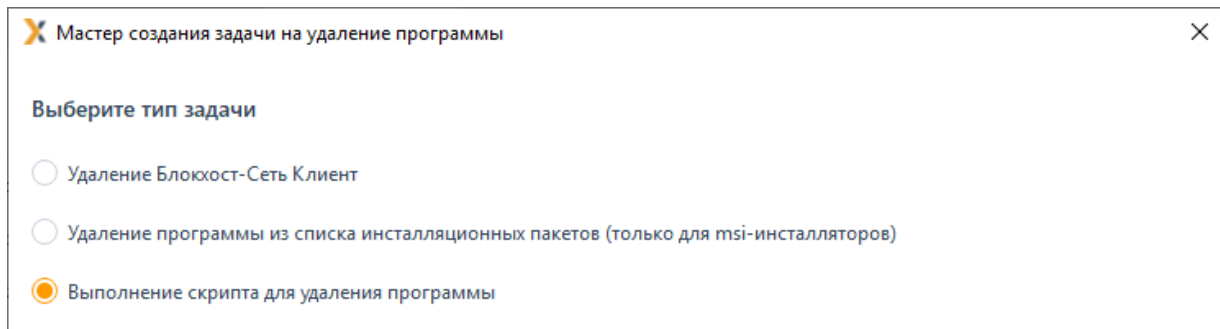 Мастер создания задачи на удаление программы
Выберите тип задачи
Удаление Блокхост-Сеть Клиент
Удаление программы из списка инсталляционных пакетов (только для msi-инсталляторов)
Выполнение скрипта для удаления программы